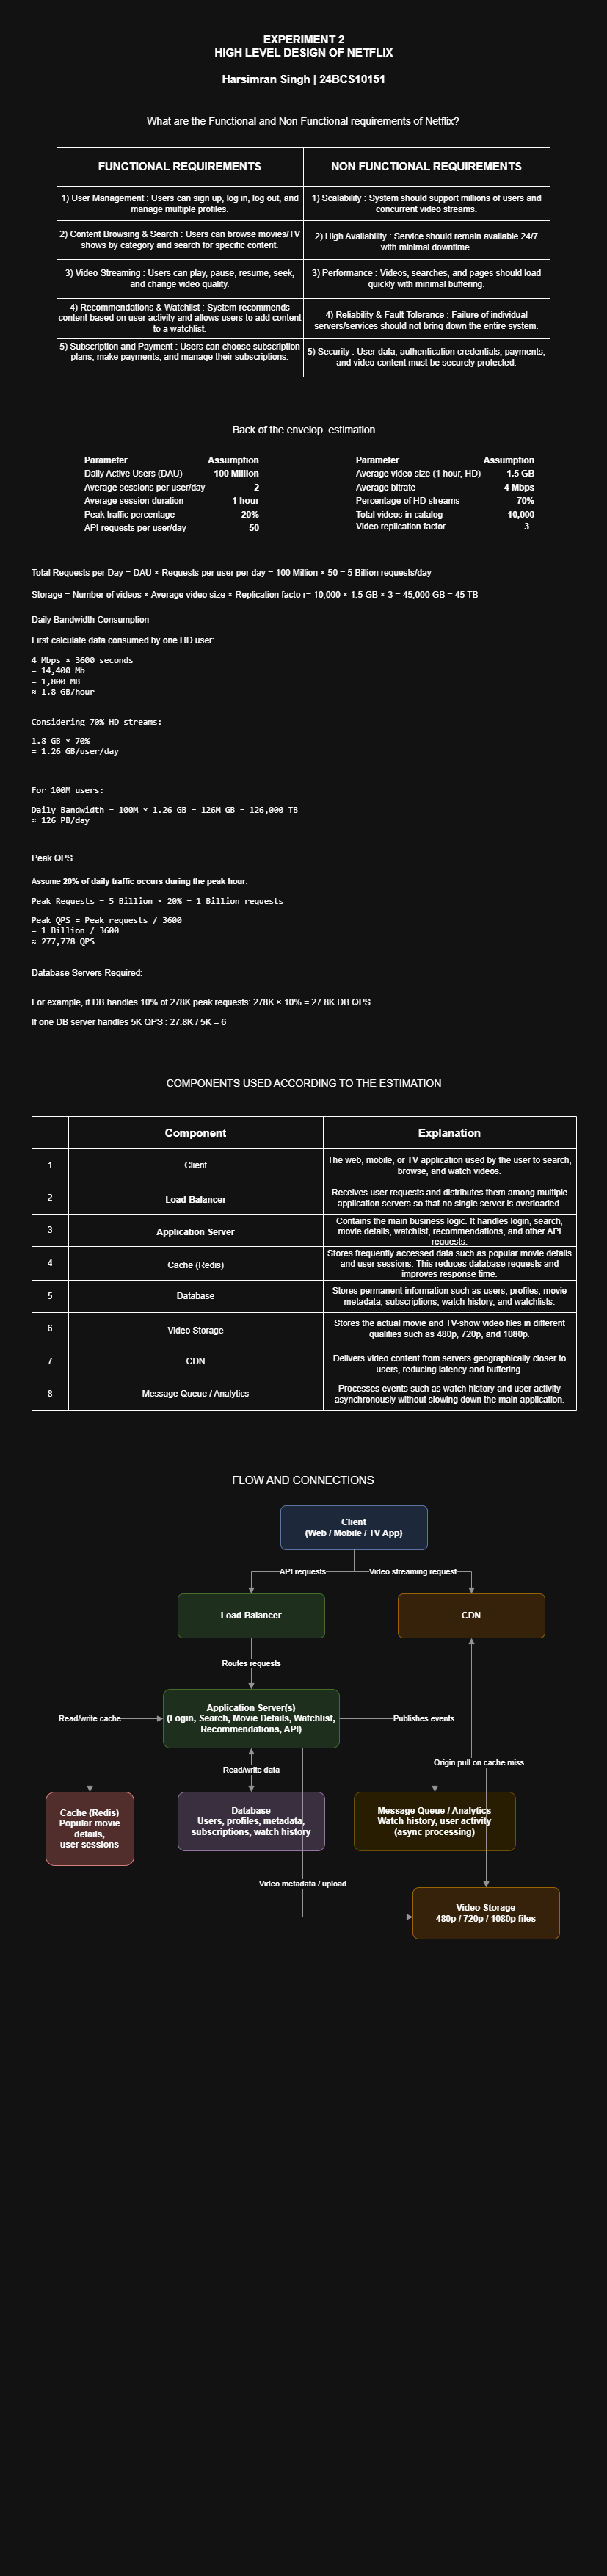 EXPERIMENT 2
HIGH LEVEL DESIGN OF NETFLIX
Harsimran Singh | 24BCS10151
What are the Functional and Non Functional requirements of Netflix?
FUNCTIONAL REQUIREMENTS
NON FUNCTIONAL REQUIREMENTS
1) User Management : Users can sign up, log in, log out, and
manage multiple profiles.
1) Scalability : System should support millions of users and
concurrent video streams.
2) Content Browsing & Search : Users can browse movies/TV
shows by category and search for specific content.
2) High Availability : Service should remain available 24/7
with minimal downtime.
3) Video Streaming : Users can play, pause, resume, seek,
and change video quality.
3) Performance : Videos, searches, and pages should load
quickly with minimal buffering.
4) Recommendations & Watchlist : System recommends
content based on user activity and allows users to add content
to a watchlist.
4) Reliability & Fault Tolerance : Failure of individual
servers/services should not bring down the entire system.
5) Subscription and Payment : Users can choose subscription
plans, make payments, and manage their subscriptions.
5) Security : User data, authentication credentials, payments,
and video content must be securely protected.
Back of the envelop  estimation
Parameter Assumption
Daily Active Users (DAU) 100 Million
Average sessions per user/day 2
Average session duration 1 hour
Peak traffic percentage 20%
API requests per user/day 50
Parameter Assumption
Average video size (1 hour, HD) 1.5 GB
Average bitrate 4 Mbps
Percentage of HD streams 70%
Total videos in catalog 10,000
Video replication factor 3
Total Requests per Day = DAU × Requests per user per day = 100 Million × 50 = 5 Billion requests/day
Storage = Number of videos × Average video size × Replication facto r= 10,000 × 1.5 GB × 3 = 45,000 GB = 45 TB
Daily Bandwidth Consumption
First calculate data consumed by one HD user:
4 Mbps × 3600 seconds
= 14,400 Mb
= 1,800 MB
≈ 1.8 GB/hour
Considering 70% HD streams:
1.8 GB × 70%
= 1.26 GB/user/day
For 100M users:
Daily Bandwidth = 100M × 1.26 GB = 126M GB = 126,000 TB
≈ 126 PB/day
Peak QPS
Assume 20% of daily traffic occurs during the peak hour.
Peak Requests = 5 Billion × 20% = 1 Billion requests
Peak QPS = Peak requests / 3600
= 1 Billion / 3600
≈ 277,778 QPS
Database Servers Required:
For example, if DB handles 10% of 278K peak requests: 278K × 10% = 27.8K DB QPS
If one DB server handles 5K QPS : 27.8K / 5K = 6
COMPONENTS USED ACCORDING TO THE ESTIMATION
Component
Explanation
1
Client
The web, mobile, or TV application used by the user to search,
browse, and watch videos.
2
Load Balancer
Receives user requests and distributes them among multiple
application servers so that no single server is overloaded.
3
Application Server
Contains the main business logic. It handles login, search,
movie details, watchlist, recommendations, and other API
requests.
4
Cache (Redis)
Stores frequently accessed data such as popular movie details
and user sessions. This reduces database requests and
improves response time.
5
Database
Stores permanent information such as users, profiles, movie
metadata, subscriptions, watch history, and watchlists.
6
Video Storage
Stores the actual movie and TV-show video files in different
qualities such as 480p, 720p, and 1080p.
7
CDN
Delivers video content from servers geographically closer to
users, reducing latency and buffering.
8
Message Queue / Analytics
Processes events such as watch history and user activity
asynchronously without slowing down the main application.
FLOW AND CONNECTIONS
Client
(Web / Mobile / TV App)
API requests
Video streaming request
Load Balancer
CDN
Routes requests
Application Server(s)
(Login, Search, Movie Details, Watchlist,
Recommendations, API)
Read/write cache
Publishes events
Read/write data
Origin pull on cache miss
Cache (Redis)
Popular movie
details,
user sessions
Database
Users, profiles, metadata,
subscriptions, watch history
Message Queue / Analytics
Watch history, user activity
(async processing)
Video metadata / upload
Video Storage
480p / 720p / 1080p files